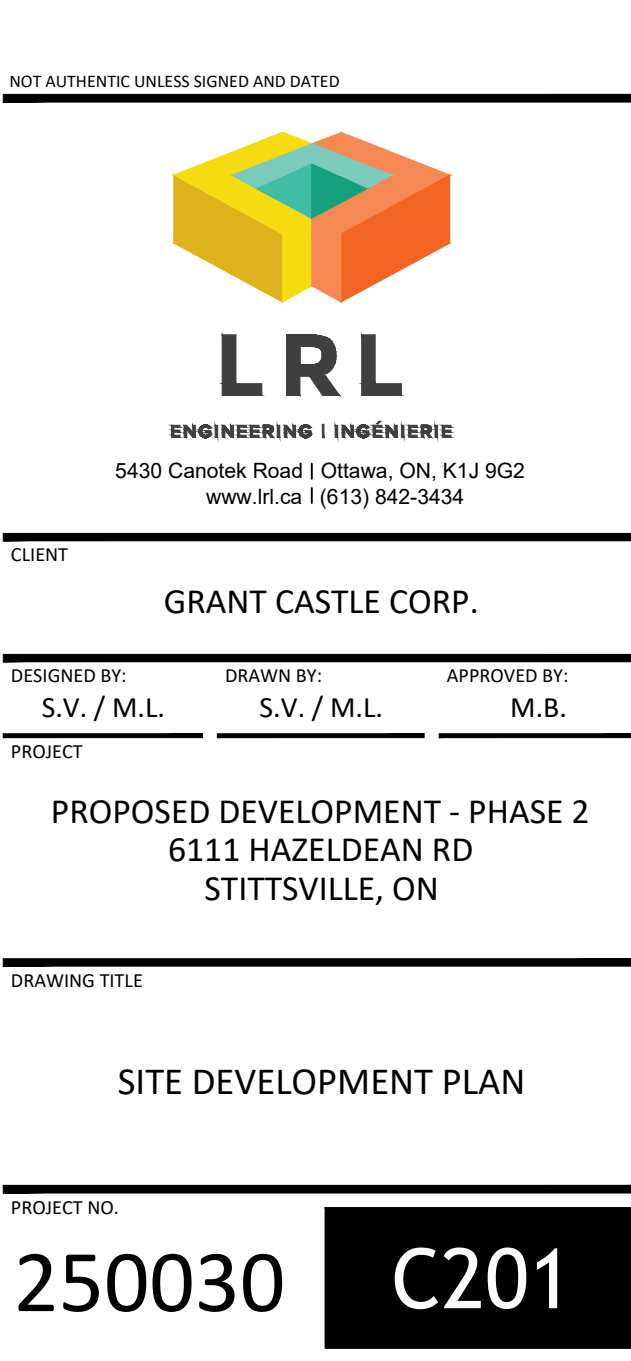 NOT AUTHENTIC UNLESS SIGNED AND DATED
LRL
ENGINEERING | INGÉNIERIE
5430 Canotek Road | Ottawa, ON, K1J 9G2
www.lrl.ca | (613) 842-3434
CLIENT
GRANT CASTLE CORP.
DESIGNED BY: DRAWN BY: APPROVED BY:
S.V. / M.L. S.V. / M.L. M.B.
PROJECT
PROPOSED DEVELOPMENT - PHASE 2
6111 HAZELDEAN RD
STITTSVILLE, ON
DRAWING TITLE
SITE DEVELOPMENT PLAN
PROJECT NO.
250030 C201